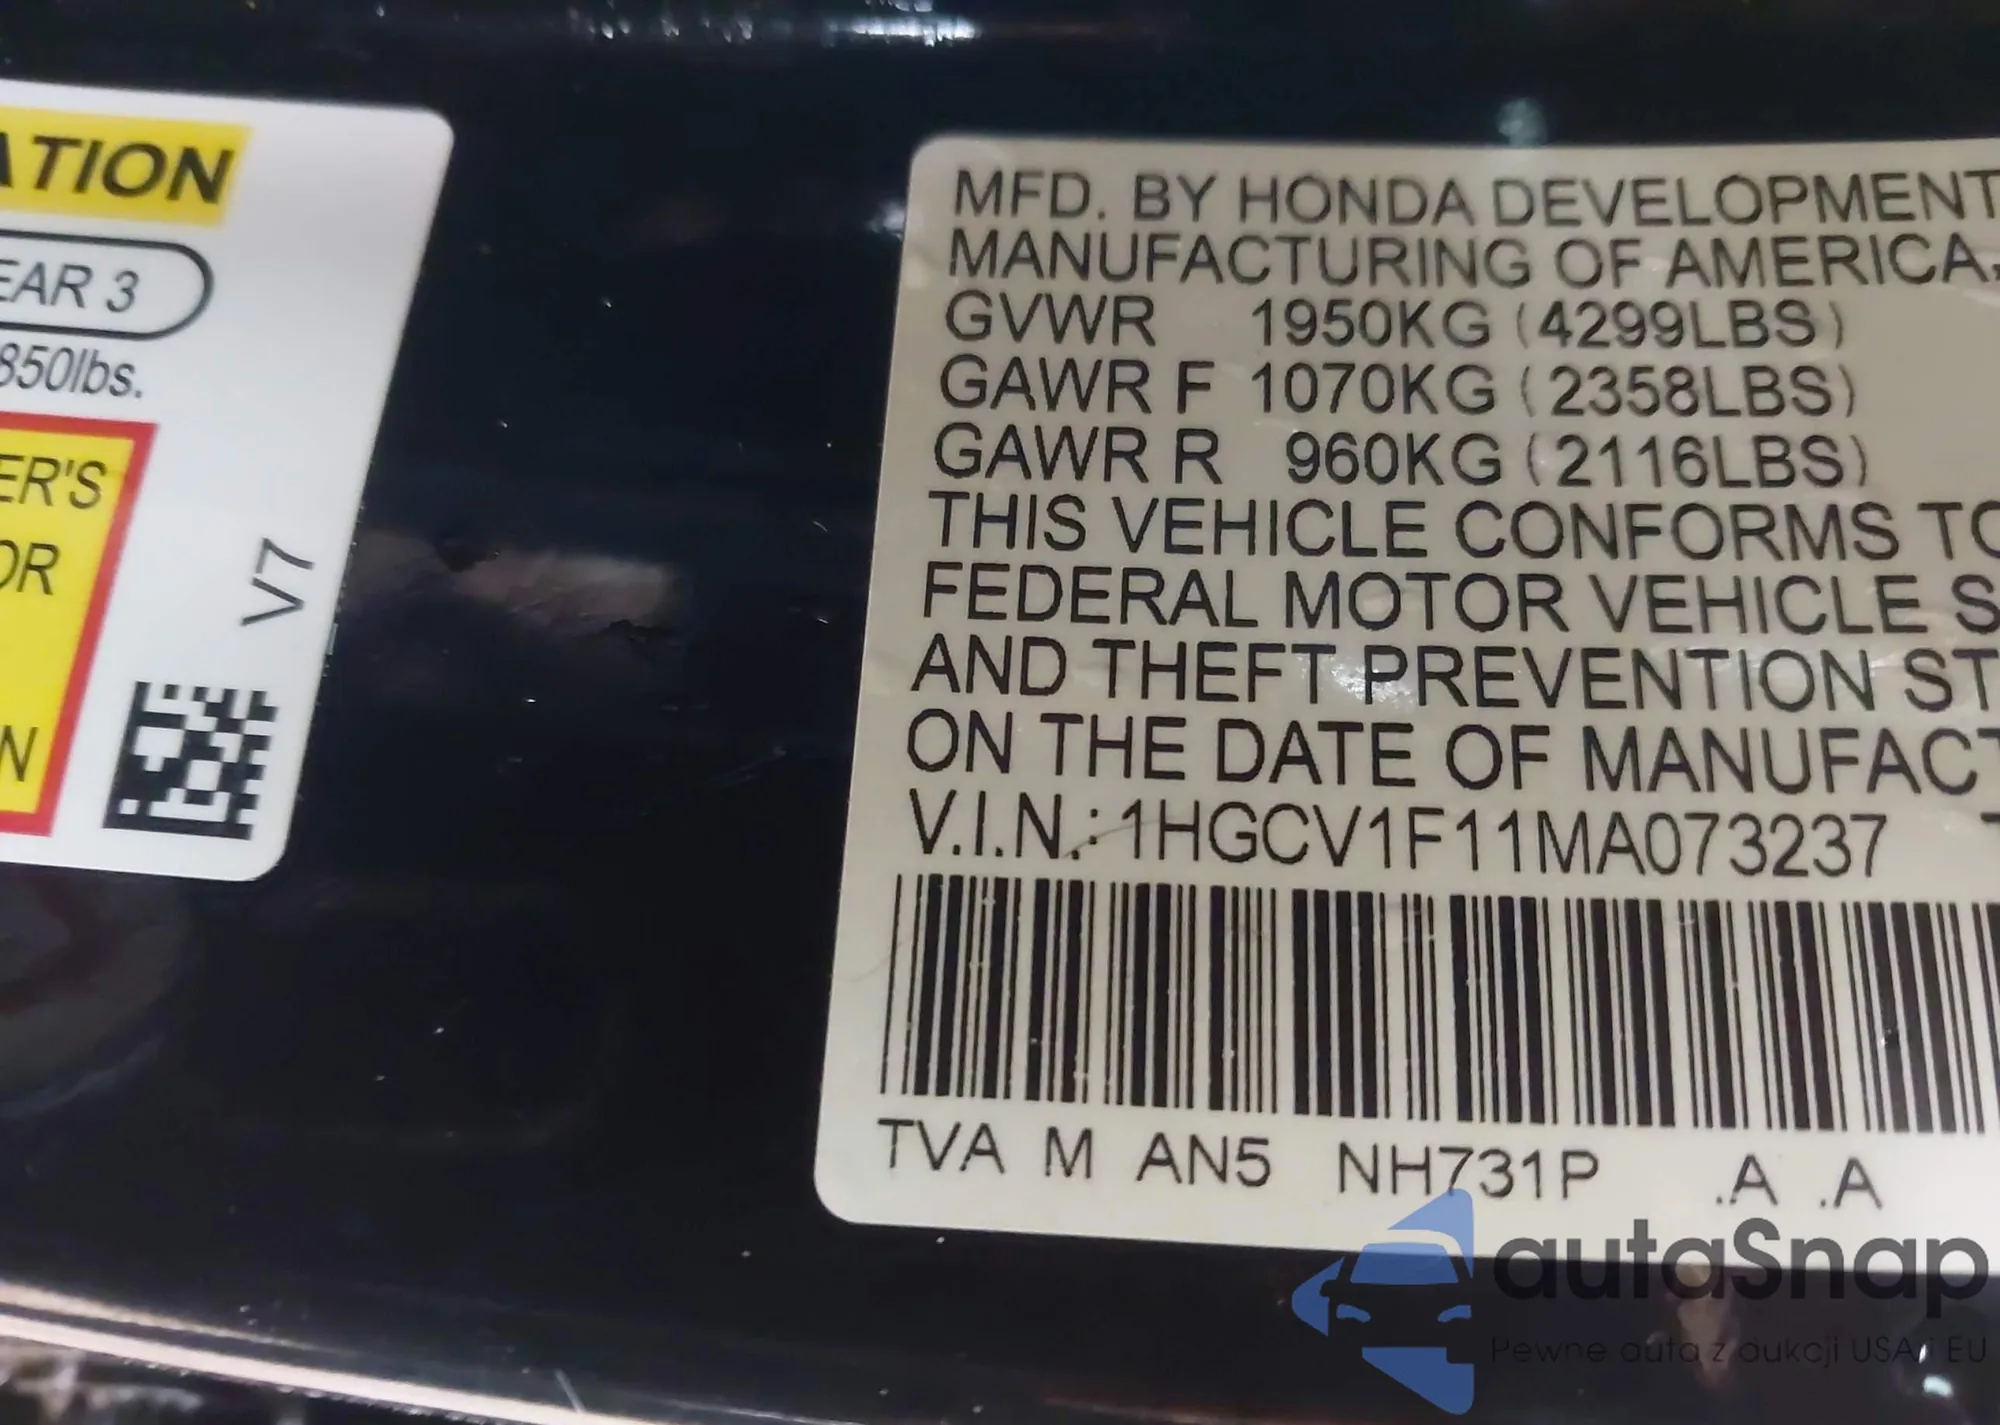 ATION
EAR 3
850lbs.
ER'S
OR
N
V7
MFD. BY HONDA DEVELOPMENT
MANUFACTURING OF AMERICA,
GVWR 1950KG (4299LBS)
GAWR F 1070KG (2358LBS)
GAWR R 960KG (2116LBS)
THIS VEHICLE CONFORMS TO
FEDERAL MOTOR VEHICLE S
AND THEFT PREVENTION ST
ON THE DATE OF MANUFACT
V.I.N.: 1HGCV1F11MA073237 T
TVA M AN5 NH731P .A .A
autaSnap
Pewne auta z aukcji USA i EU